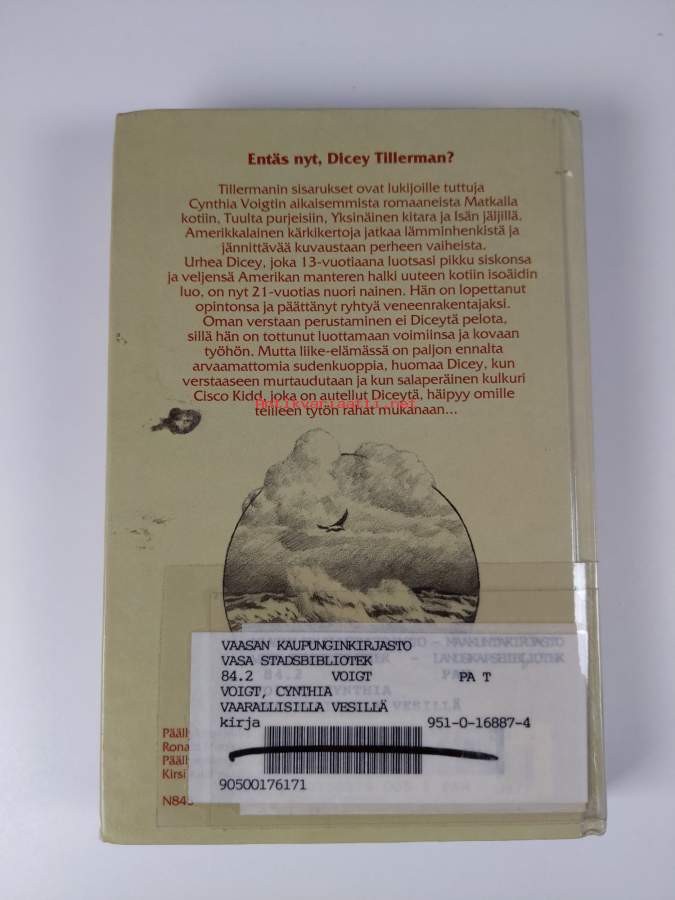 Entäs nyt, Dicey Tillerman?
Tillermanin sisarukset ovat lukijoille tuttuja
Cynthia Voigtin aikaisemmista romaaneista Matkalla
kotiin, Tuulta purjeisiin, Yksinäinen kitara ja Isän jäljillä.
Amerikkalainen kärkikertoja jatkaa lämminhenkistä ja
jännittävää kuvaustaan perheen vaiheista.
Urhea Dicey, joka 13-vuotiaana luotsasi pikku siskonsa
ja veljensä Amerikan manteren halki uuteen kotiin isoäidin
luo, on nyt 21-vuotias nuori nainen. Hän on lopettanut
opintonsa ja päättänyt ryhtyä veneenrakentajaksi.
Oman verstaan perustaminen ei Diceytä pelota,
sillä hän on tottunut luottamaan voimiinsa ja kovaan
työhön. Mutta liike-elämässä on paljon ennalta
arvaamattomia sudenkuoppia, huomaa Dicey, kun
verstaaseen murtaudutaan ja kun salaperäinen kulkuri
Cisco Kidd, joka on autellut Diceytä, häipyy omille
Antikvariaatti.net
teilleen tytön rahat mukanaan...
- MAAKUNTAKIRJASTO
- LANDSKAPSBIBLIOTEK
VAASAN KAUPUNGINKIRJASTO
VASA STADSBIBLIOTEK
84.2 VOIGT PA T
VOIGT, CYNTHIA
VAARALLISILLA VESILLÄ
kirja 951-0-16887-4
90500176171
Kirsi